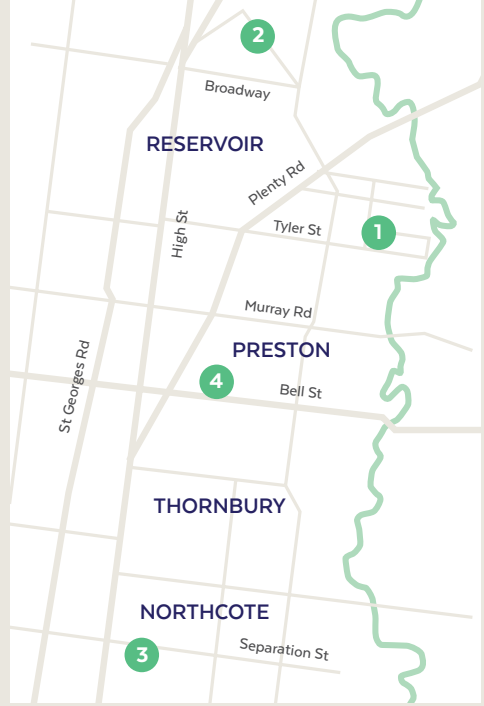 2
Broadway
RESERVOIR
Plenty Rd
High St
Tyler St
1
Murray Rd
PRESTON
St Georges Rd
4
Bell St
THORNBURY
NORTHCOTE
3
Separation St